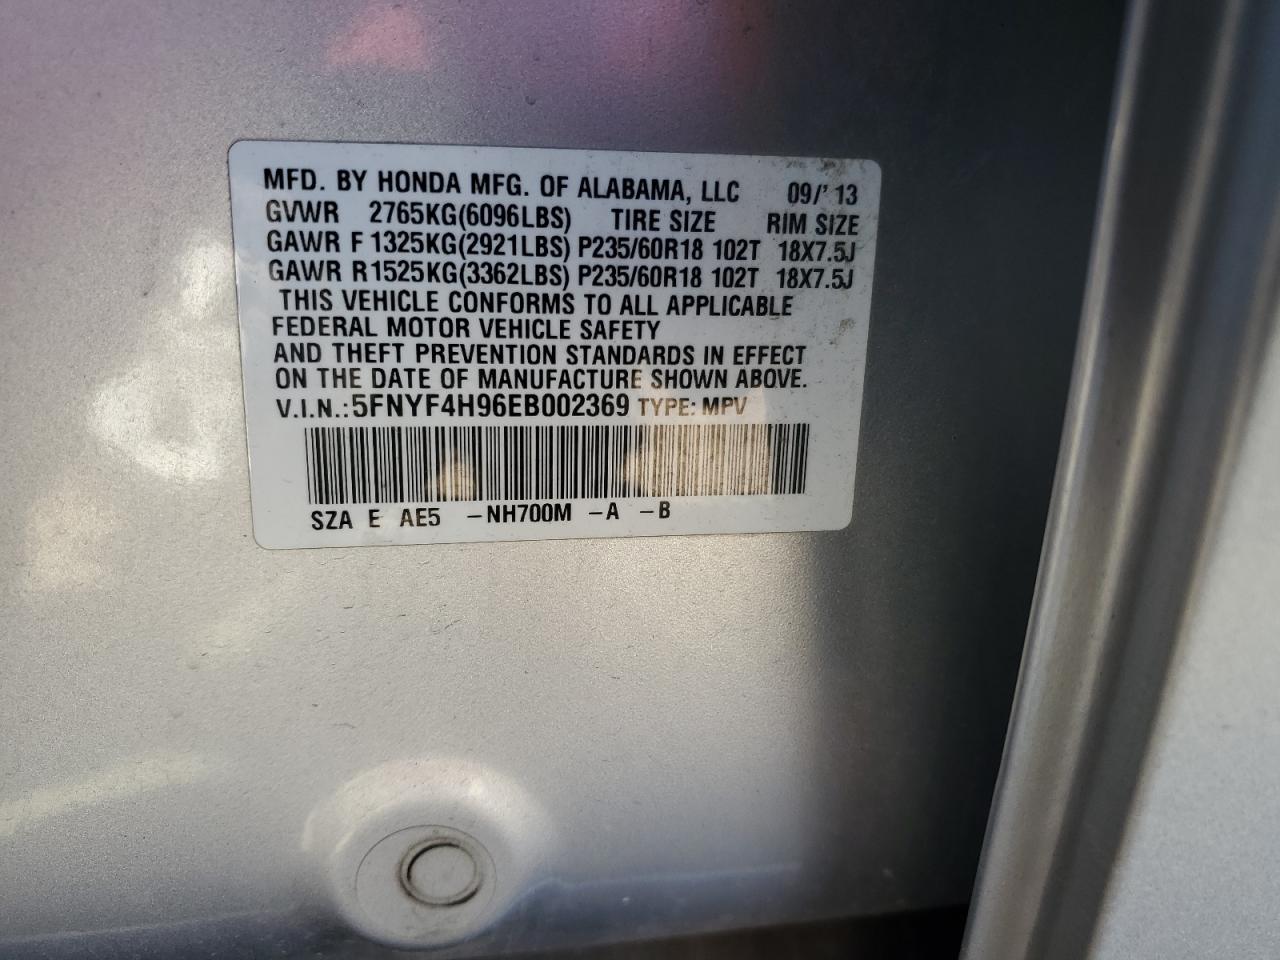 MFD. BY HONDA MFG. OF ALABAMA, LLC 09/' 13
GVWR 2765KG(6096LBS) TIRE SIZE RIM SIZE
GAWR F 1325KG(2921LBS) P235/60R18 102T 18X7.5J
GAWR R1525KG(3362LBS) P235/60R18 102T 18X7.5J
THIS VEHICLE CONFORMS TO ALL APPLICABLE
FEDERAL MOTOR VEHICLE SAFETY
AND THEFT PREVENTION STANDARDS IN EFFECT
ON THE DATE OF MANUFACTURE SHOWN ABOVE.
V.I.N.:5FNYF4H96EB002369 TYPE: MPV
SZA E AE5 -NH700M -A -B